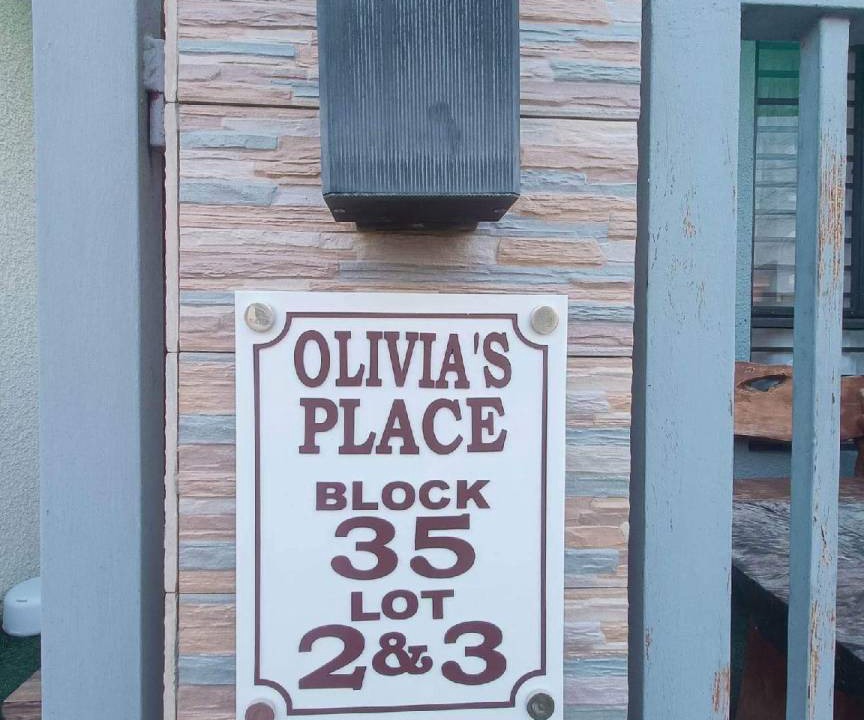 OLIVIA'S
PLACE
BLOCK
35
LOT
2&3